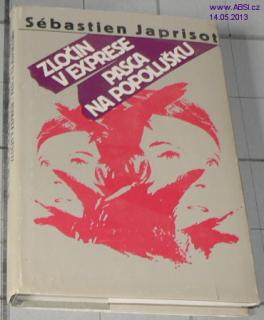 www.ABSI.cz
14.05.2013
Sébastien Japrisot
ZLOČIN
V EXPRESE
PASCA
NA POPOLUŠKU